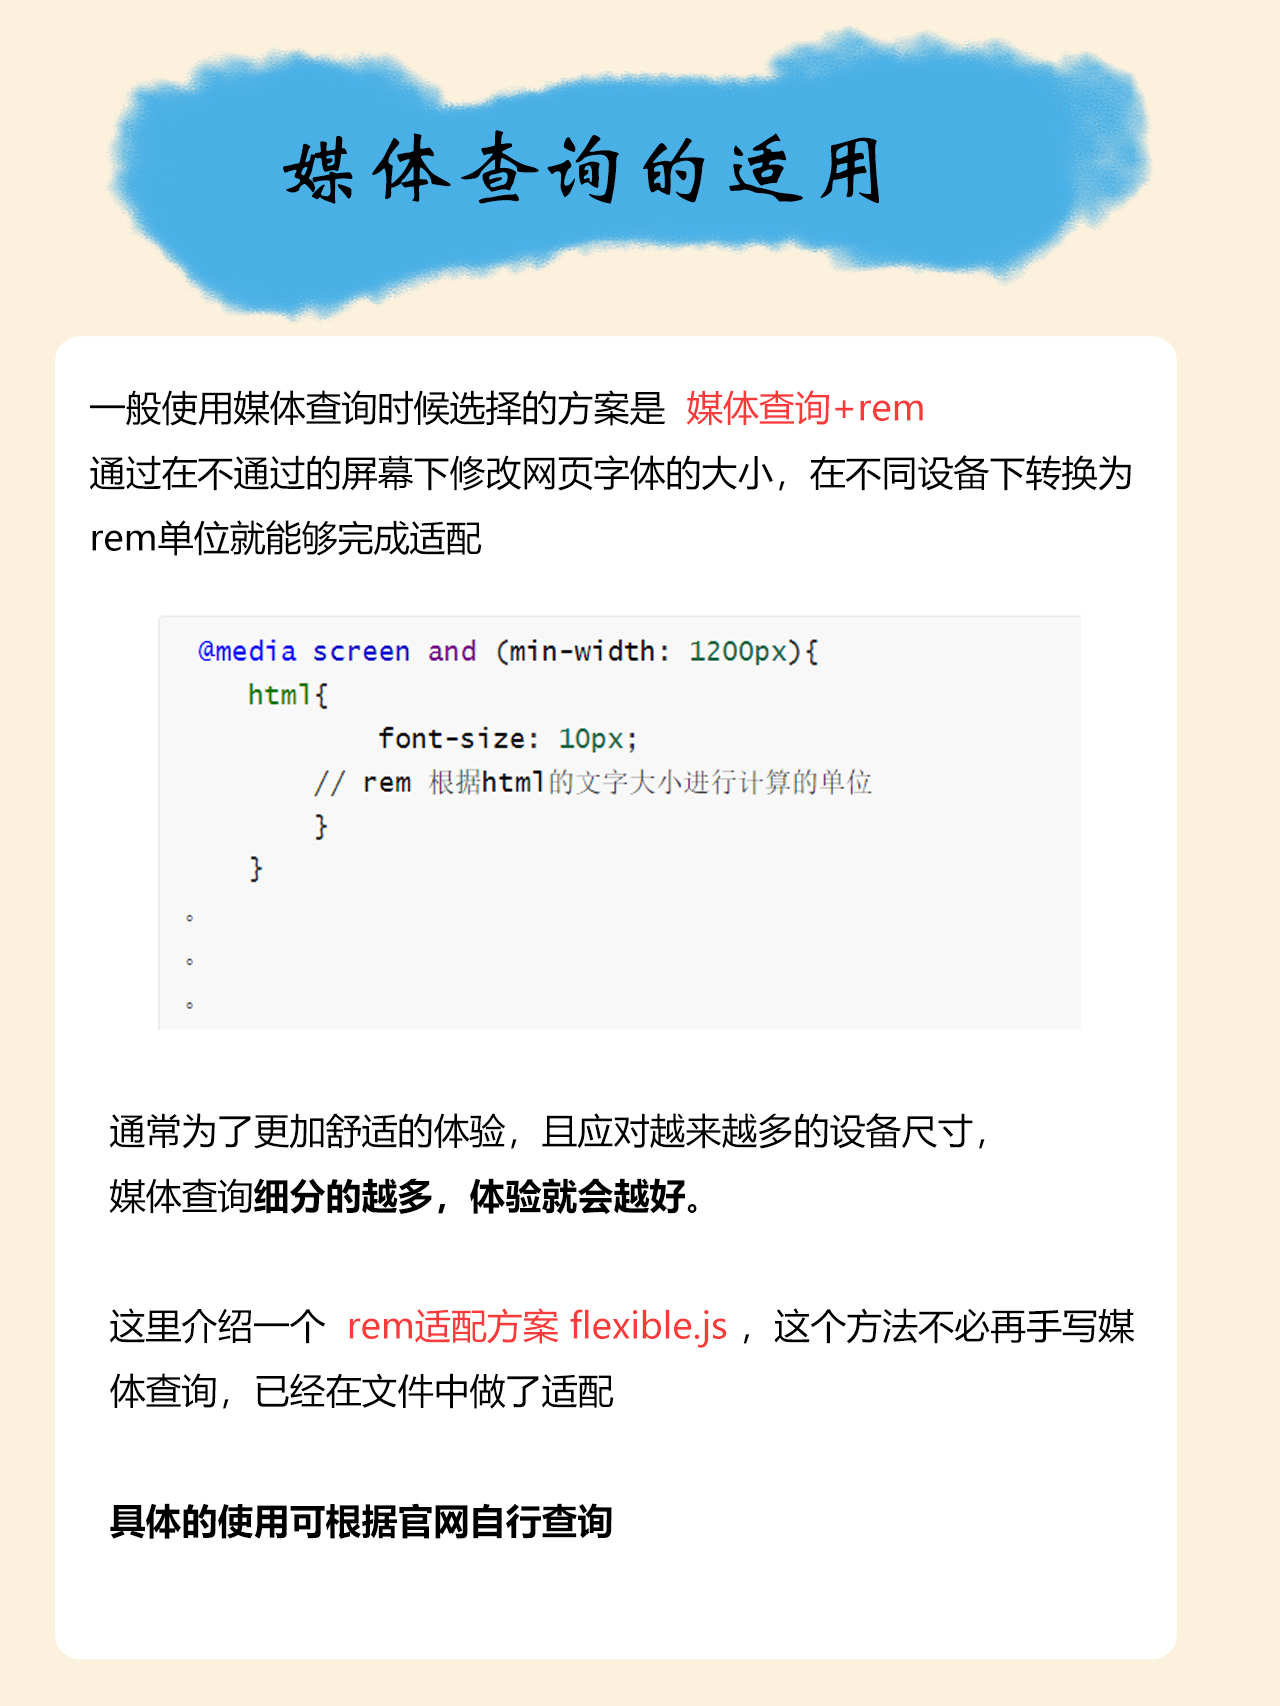 媒体查询的适用
一般使用媒体查询时候选择的方案是 媒体查询+rem
通过在不通过的屏幕下修改网页字体的大小，在不同设备下转换为
rem单位就能够完成适配
@media screen and (min-width: 1200px){
html{
font-size: 10px;
// rem 根据html的文字大小进行计算的单位
}
}
。
。
。
通常为了更加舒适的体验，且应对越来越多的设备尺寸，
媒体查询细分的越多，体验就会越好。
这里介绍一个 rem适配方案 flexible.js ，这个方法不必再手写媒
体查询，已经在文件中做了适配
具体的使用可根据官网自行查询